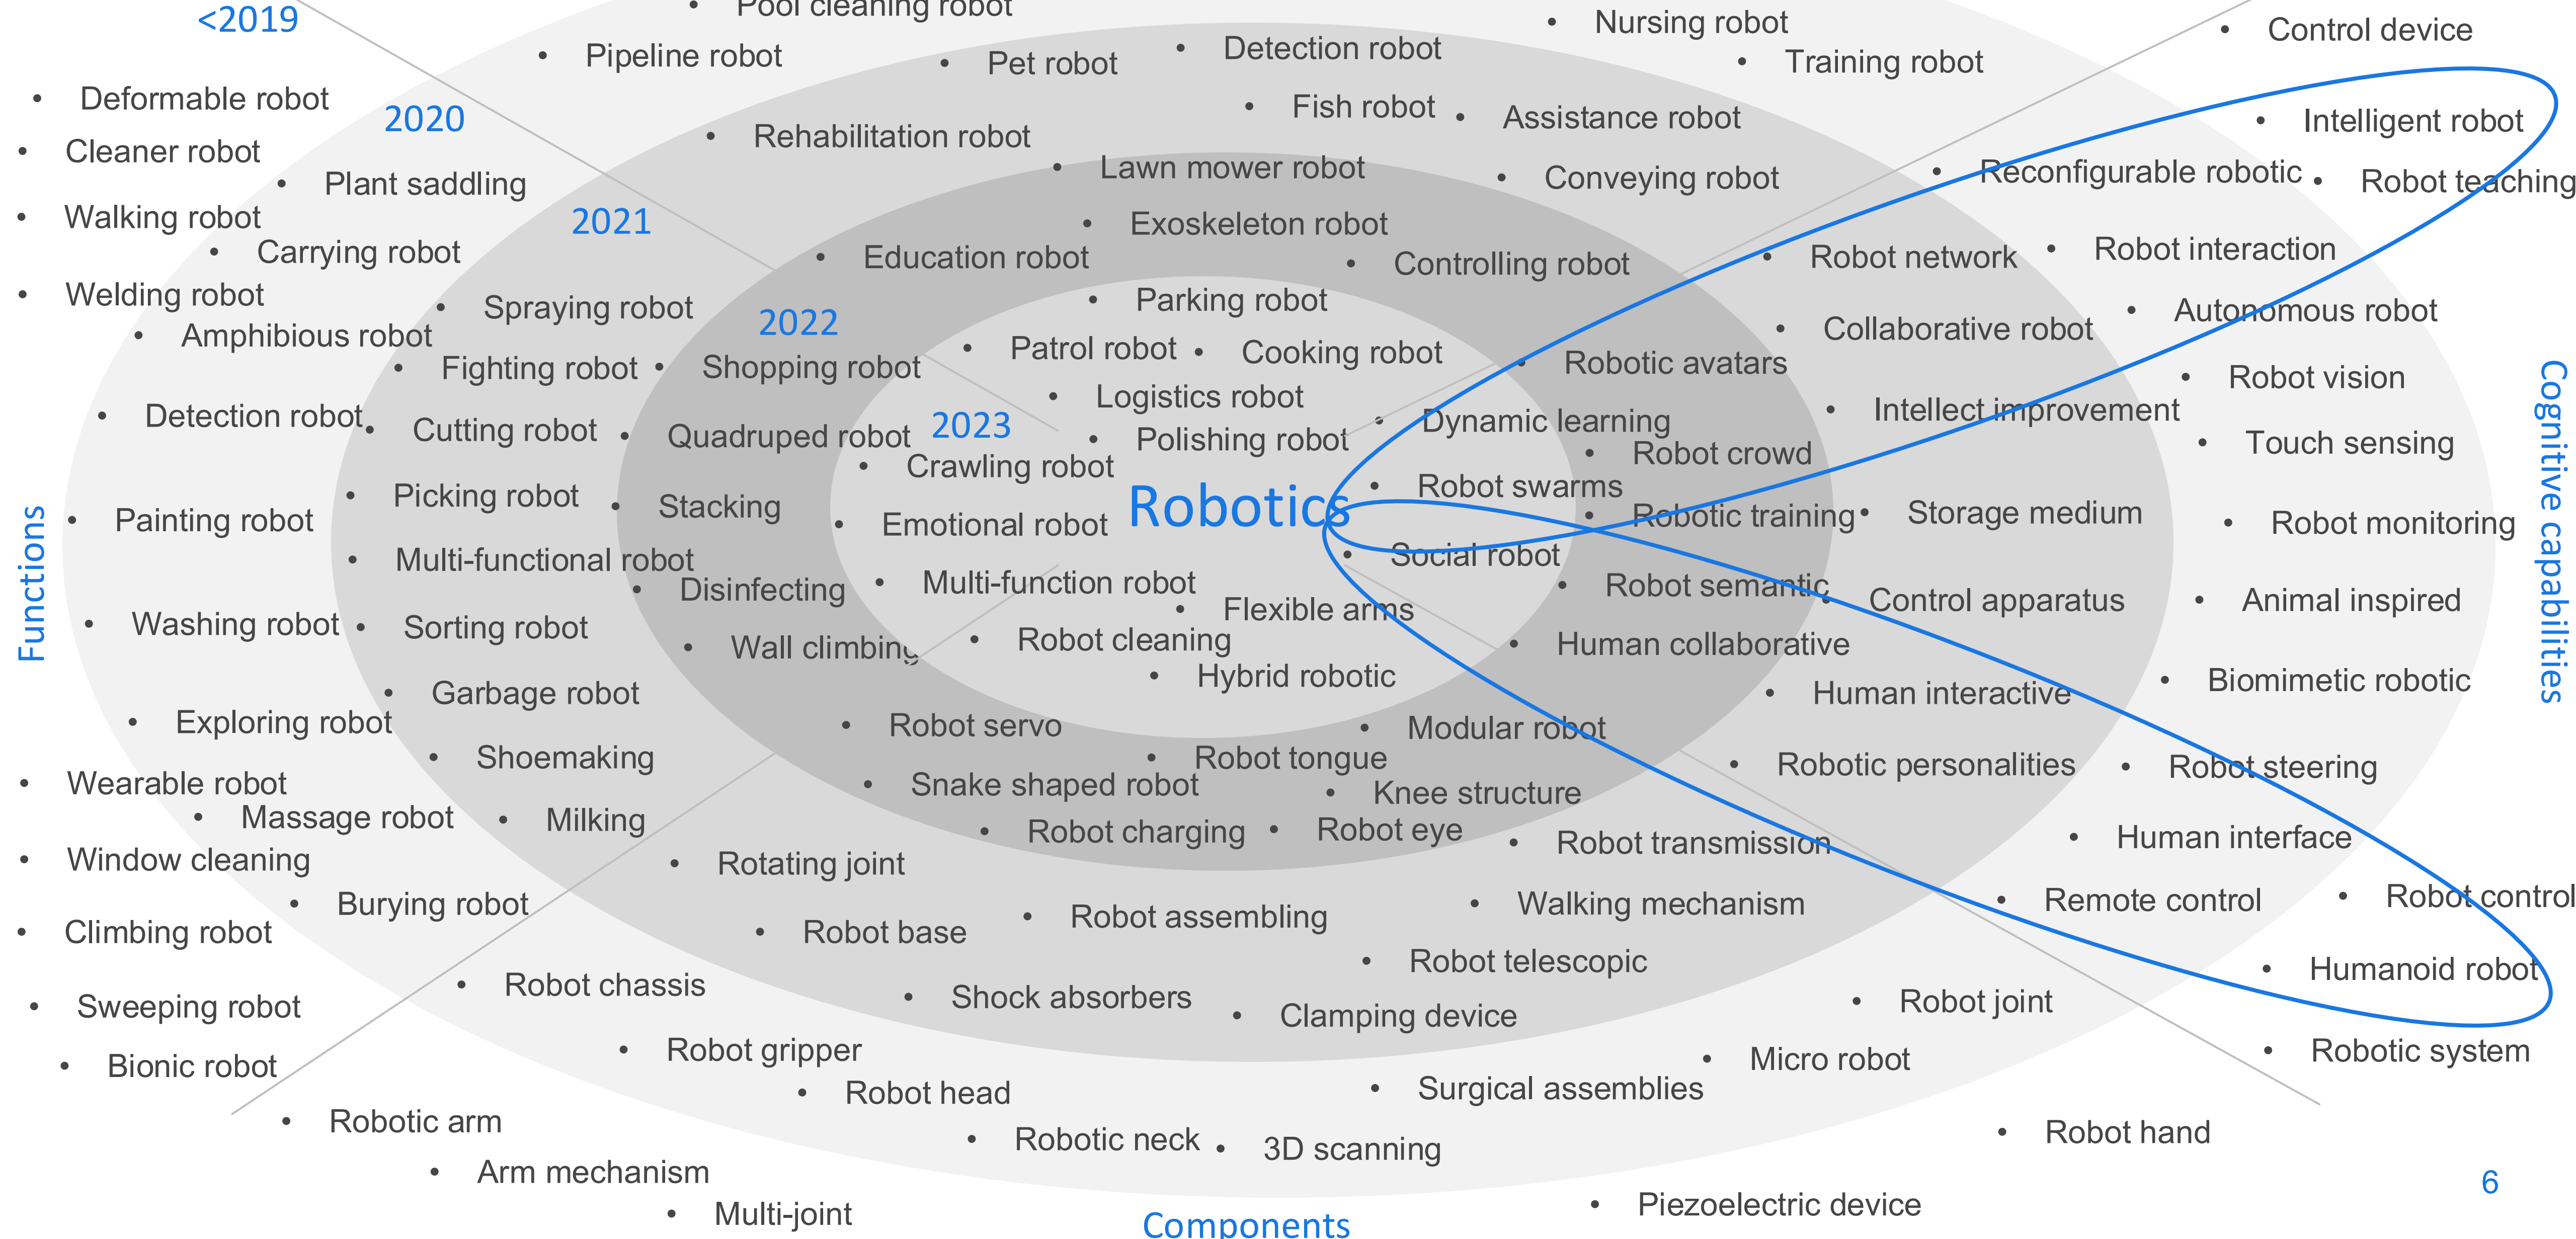 <2019
Pool cleaning robot
Nursing robot
Control device
Pipeline robot
Pet robot
Detection robot
Training robot
Deformable robot
2020
Fish robot
Assistance robot
Intelligent robot
Cleaner robot
Rehabilitation robot
Plant saddling
Lawn mower robot
Conveying robot
Reconfigurable robotic
Robot teaching
Walking robot
2021
Exoskeleton robot
Carrying robot
Education robot
Controlling robot
Robot network
Robot interaction
Welding robot
Spraying robot
Parking robot
Autonomous robot
Amphibious robot
2022
Collaborative robot
Fighting robot
Shopping robot
Patrol robot
Cooking robot
Robotic avatars
Robot vision
Logistics robot
Detection robot
Cutting robot
Quadruped robot
2023
Polishing robot
Dynamic learning
Intellect improvement
Touch sensing
Crawling robot
Robot crowd
Picking robot
Stacking
Robotics
Robot swarms
Painting robot
Emotional robot
Robotic training
Storage medium
Robot monitoring
Functions
Cognitive capabilities
Multi-functional robot
Social robot
Disinfecting
Multi-function robot
Robot semantic
Control apparatus
Animal inspired
Washing robot
Sorting robot
Flexible arms
Wall climbing
Robot cleaning
Human collaborative
Hybrid robotic
Biomimetic robotic
Garbage robot
Human interactive
Exploring robot
Robot servo
Modular robot
Shoemaking
Robot tongue
Robotic personalities
Robot steering
Wearable robot
Snake shaped robot
Knee structure
Massage robot
Milking
Robot charging
Robot eye
Robot transmission
Human interface
Window cleaning
Rotating joint
Burying robot
Robot assembling
Walking mechanism
Remote control
Robot control
Climbing robot
Robot base
Robot telescopic
Humanoid robot
Robot chassis
Shock absorbers
Robot joint
Sweeping robot
Clamping device
Robot gripper
Micro robot
Robotic system
Bionic robot
Robot head
Surgical assemblies
Robotic arm
Robotic neck
3D scanning
Robot hand
Arm mechanism
6
Multi-joint
Components
Piezoelectric device